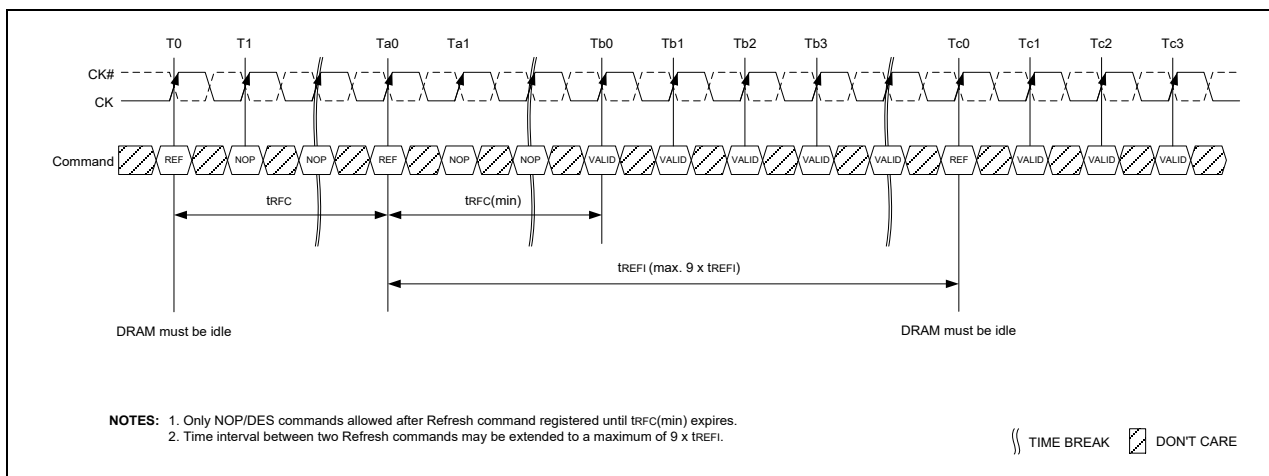 T0 T1 Ta0 Ta1 Tb0 Tb1 Tb2 Tb3 Tc0 Tc1 Tc2 Tc3
CK#
CK
Command REF NOP NOP REF NOP NOP VALID VALID VALID VALID VALID REF VALID VALID VALID
tRFC tRFC(min)
tREFI (max. 9 x tREFI)
DRAM must be idle DRAM must be idle
NOTES: 1. Only NOP/DES commands allowed after Refresh command registered until tRFC(min) expires.
2. Time interval between two Refresh commands may be extended to a maximum of 9 x tREFI.
TIME BREAK DON'T CARE